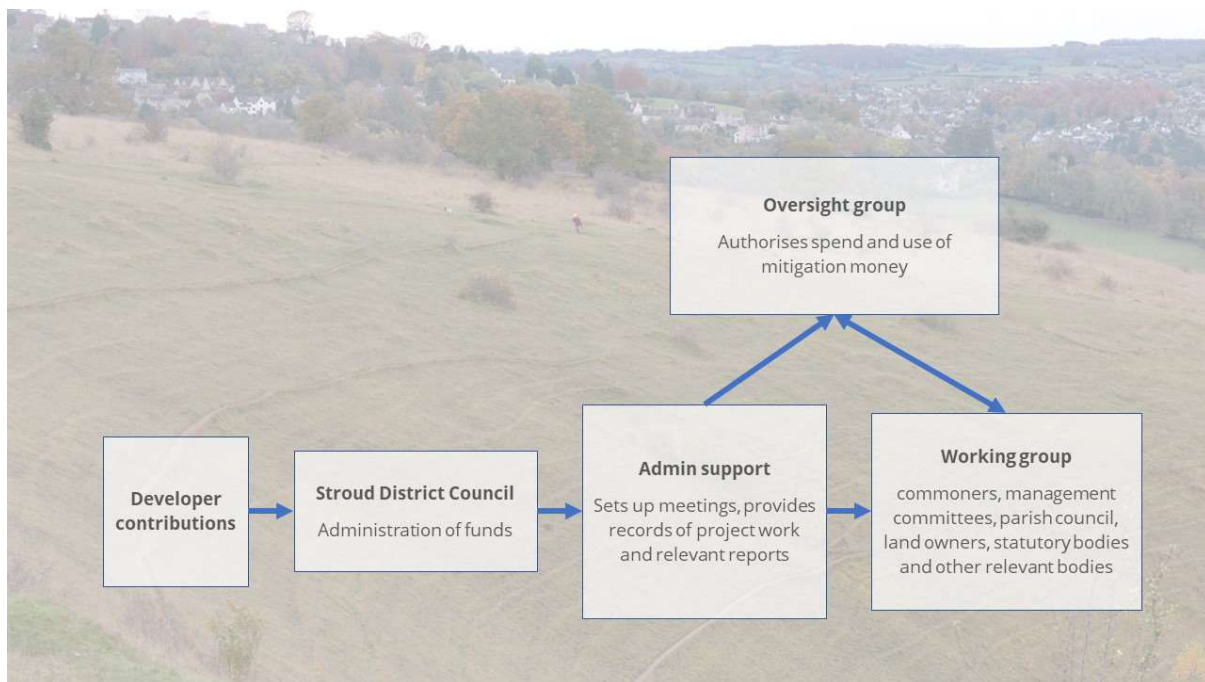 Oversight group
Authorises spend and use of
mitigation money
Developer
contributions
Stroud District Council
Administration of funds
Admin support
Sets up meetings, provides
records of project work
and relevant reports
Working group
commoners, management
committees, parish council,
land owners, statutory bodies
and other relevant bodies